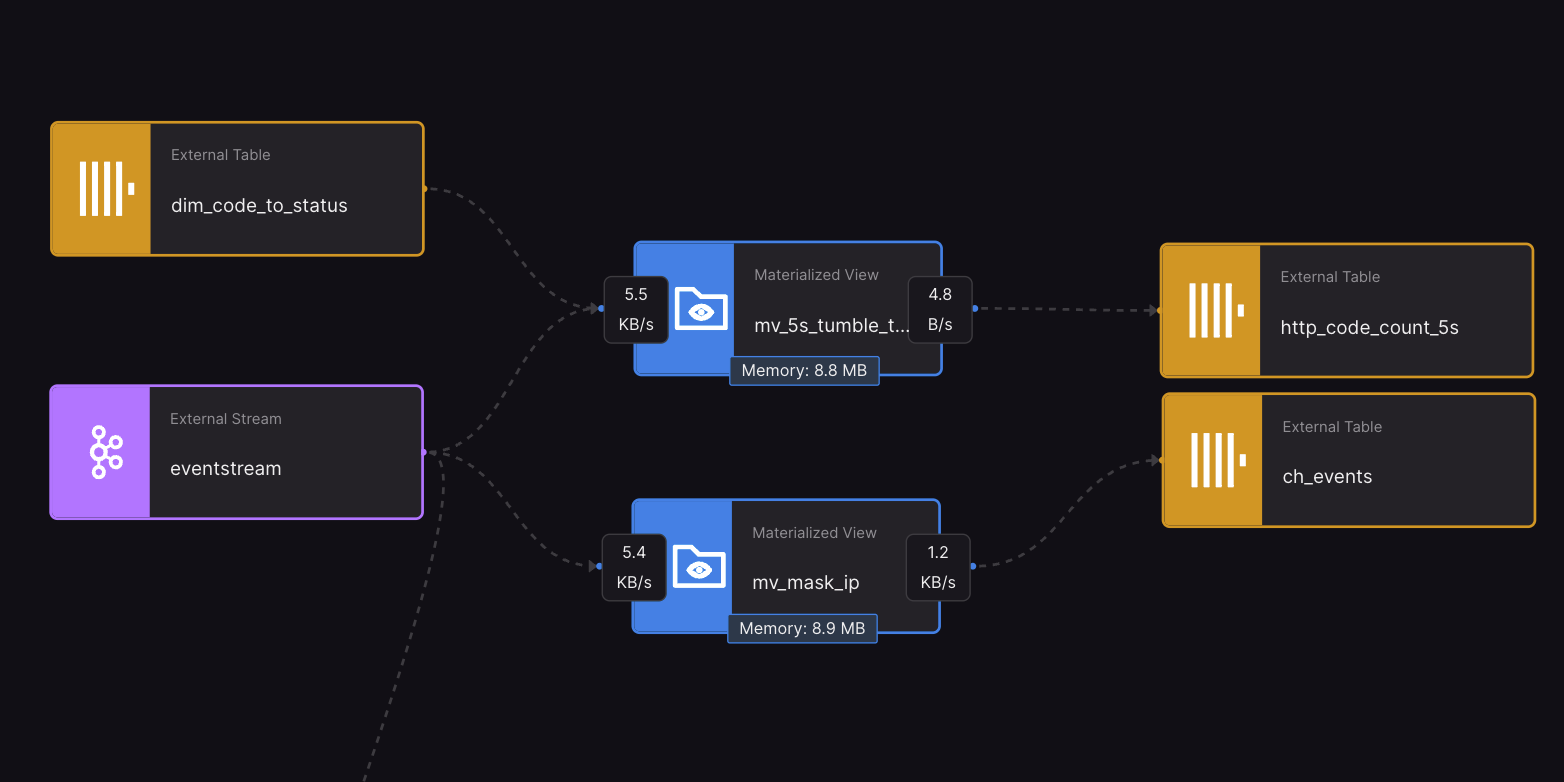 External Table
dim_code_to_status
External Stream
eventstream
5.5
KB/s
Materialized View
mv_5s_tumble_t...
4.8
B/s
Memory: 8.8 MB
5.4
KB/s
Materialized View
mv_mask_ip
1.2
KB/s
Memory: 8.9 MB
External Table
http_code_count_5s
External Table
ch_events